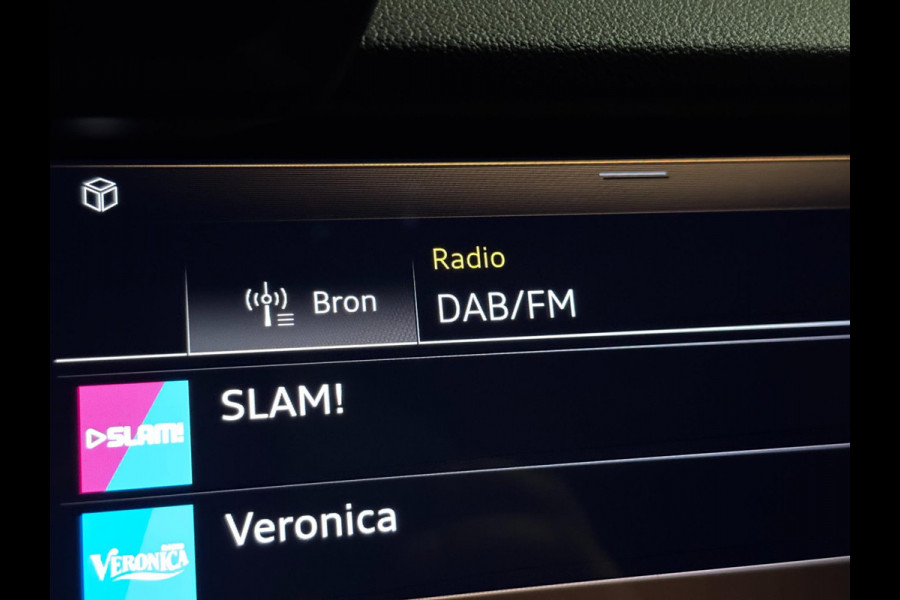 Radio
Bron
DAB/FM
SLAM!
SLAM!
Veronica
VERONICA